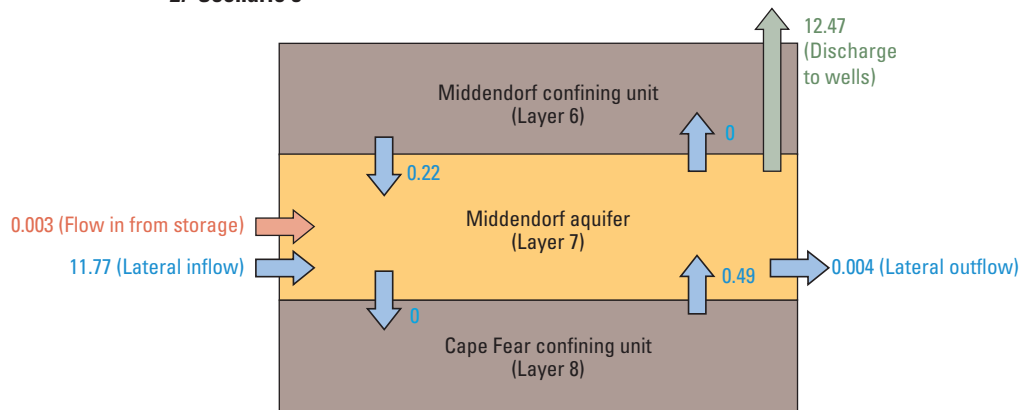 12.47
(Discharge
to wells)
Middendorf confining unit
(Layer 6)
0
0.22
0.003 (Flow in from storage)
Middendorf aquifer
(Layer 7)
11.77 (Lateral inflow)
0.49
0.004 (Lateral outflow)
0
Cape Fear confining unit
(Layer 8)